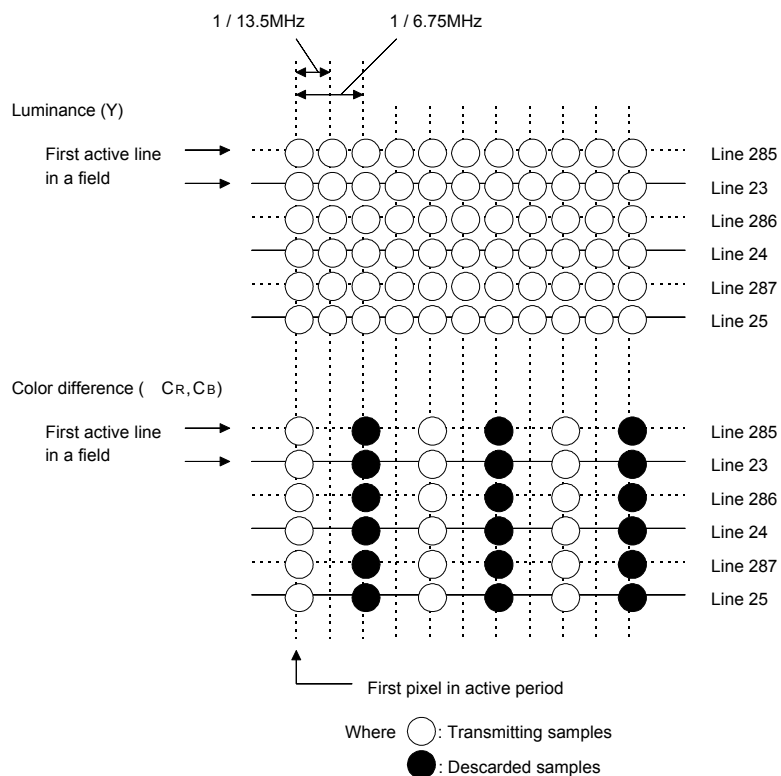 1 / 13.5MHz 1 / 6.75MHz
Luminance (Y)
First active line
in a field
Line 285
Line 23
Line 286
Line 24
Line 287
Line 25
Color difference ( CR, CB)
First active line
in a field
Line 285
Line 23
Line 286
Line 24
Line 287
Line 25
First pixel in active period
Where : Transmitting samples
: Descarded samples